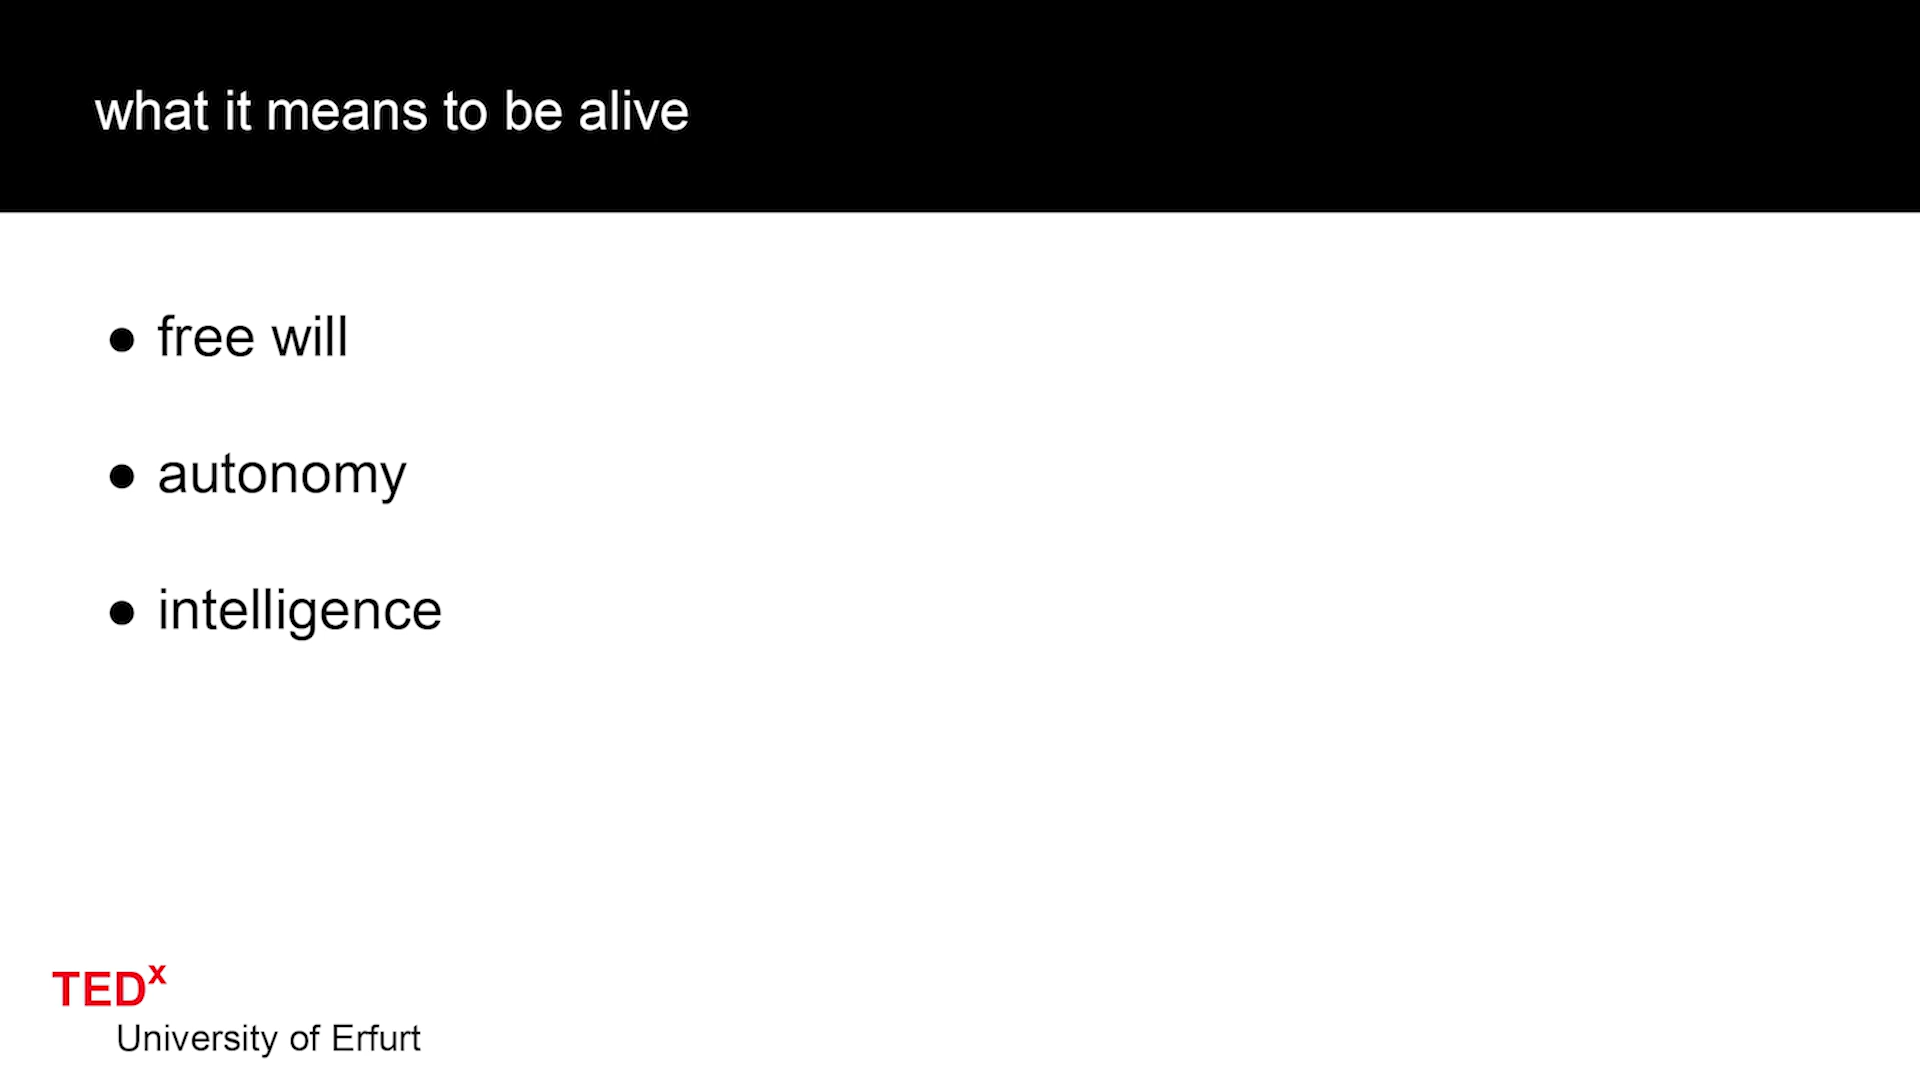 what it means to be alive
● free will
● autonomy
● intelligence
TEDx
University of Erfurt